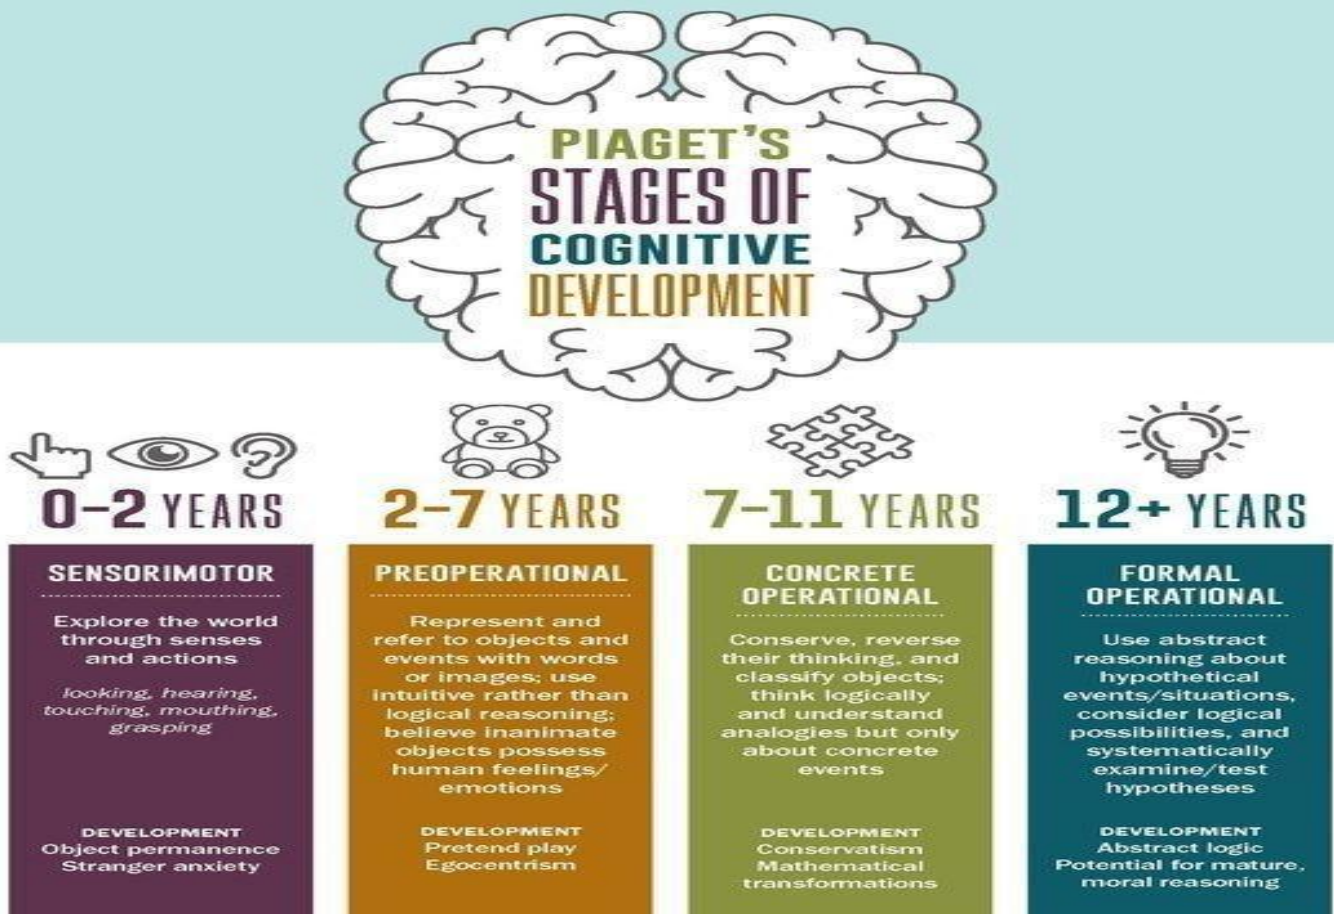 PIAGET'S
STAGES OF
COGNITIVE
DEVELOPMENT
0-2 YEARS
SENSORIMOTOR
Explore the world
through senses
and actions
looking, hearing,
touching, mouthing,
grasping
DEVELOPMENT
Object permanence
Stranger anxiety
2-7 YEARS
PREOPERATIONAL
Represent and
refer to objects and
events with words
or images; use
intuitive rather than
logical reasoning;
believe inanimate
objects possess
human feelings/
emotions
DEVELOPMENT
Pretend play
Egocentrism
7-11 YEARS
CONCRETE
OPERATIONAL
Conserve, reverse
their thinking, and
classify objects;
think logically
and understand
analogies but only
about concrete
events
DEVELOPMENT
Conservatism
Mathematical
transformations
12+ YEARS
FORMAL
OPERATIONAL
Use abstract
reasoning about
hypothetical
events/situations,
consider logical
possibilities, and
systematically
examine/test
hypotheses
DEVELOPMENT
Abstract logic
Potential for mature,
moral reasoning